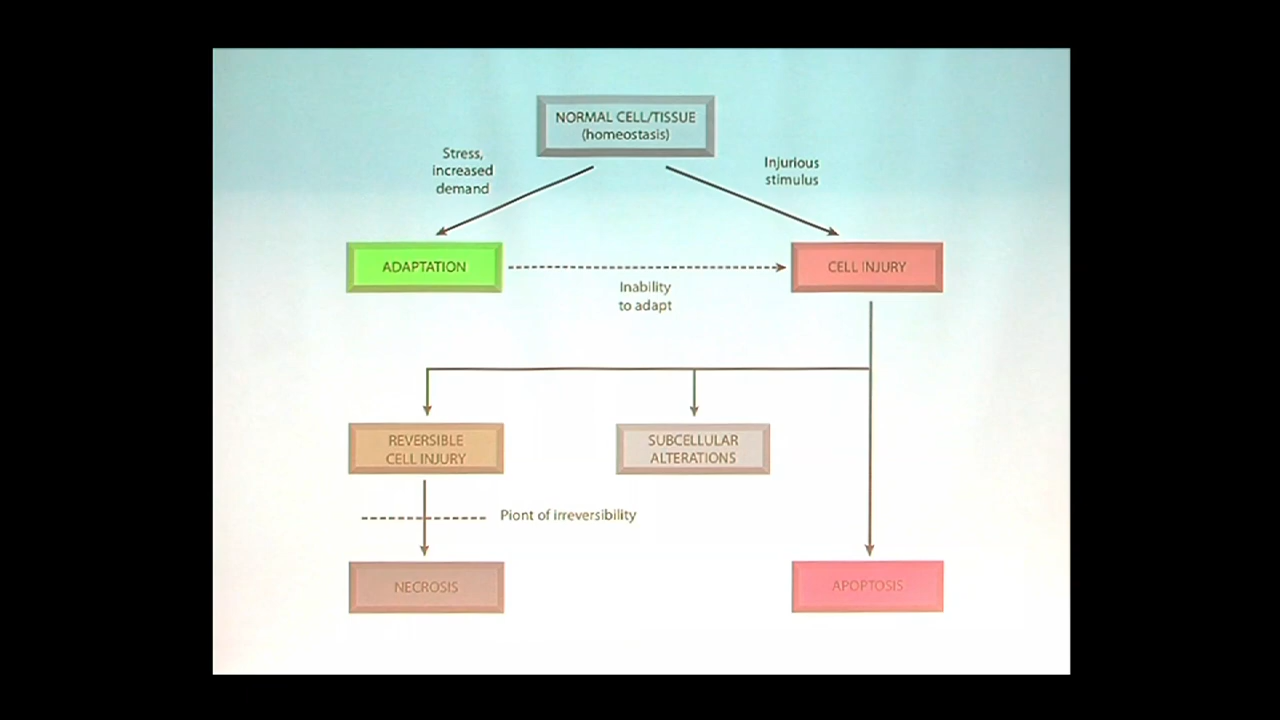 NORMAL CELL/TISSUE
(homeostasis)
Stress,
increased
demand
Injurious
stimulus
ADAPTATION
CELL INJURY
Inability
to adapt
REVERSIBLE
CELL INJURY
SUBCELLULAR
ALTERATIONS
Piont of irreversibility
NECROSIS
APOPTOSIS